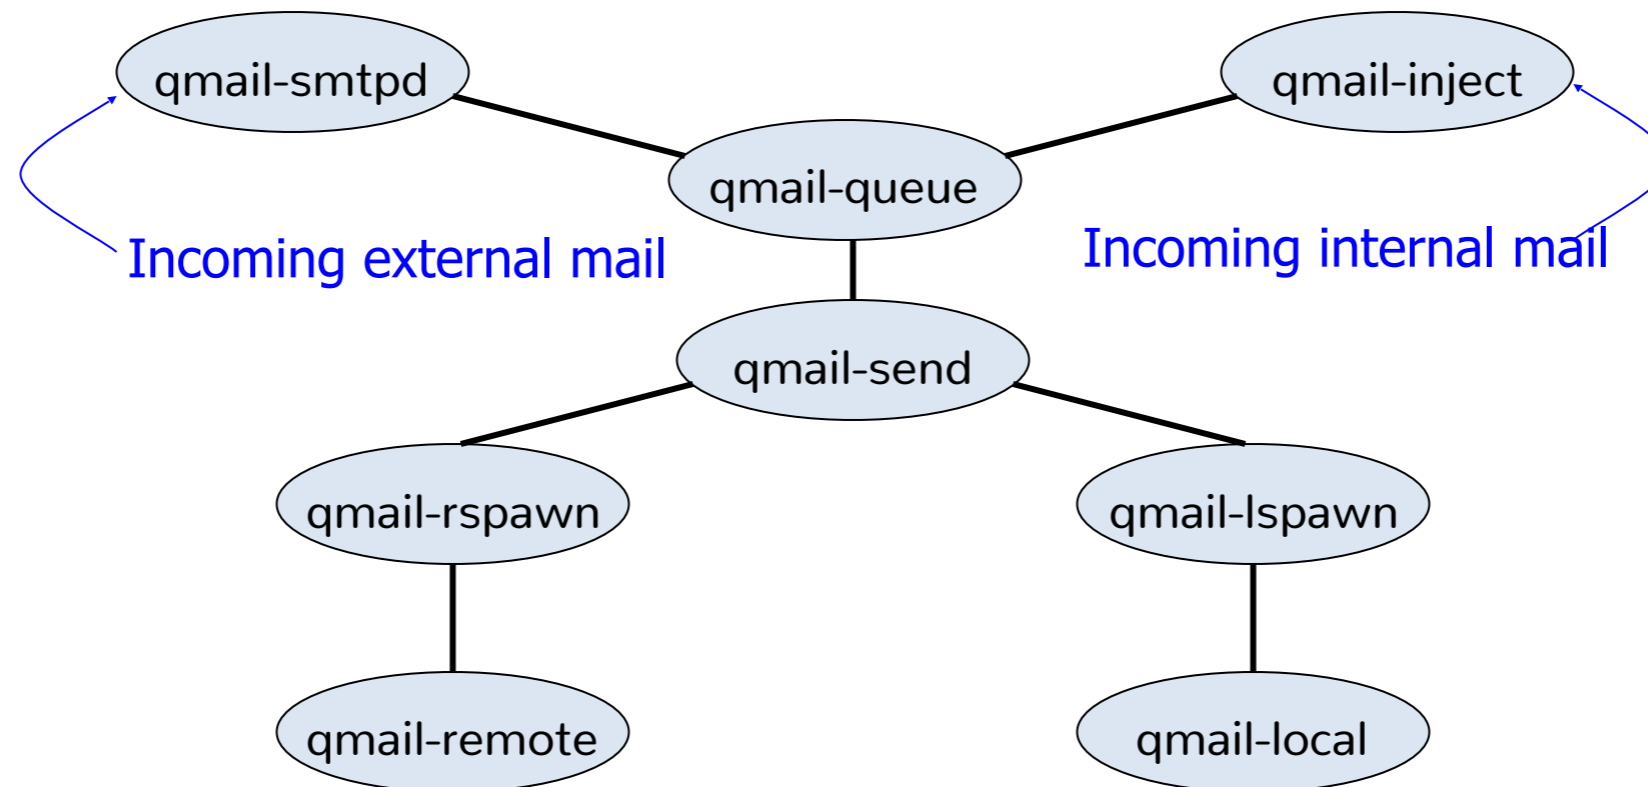 qmail-smtpd
qmail-inject
qmail-queue
Incoming external mail
Incoming internal mail
qmail-send
qmail-rspawn
qmail-lspawn
qmail-remote
qmail-local